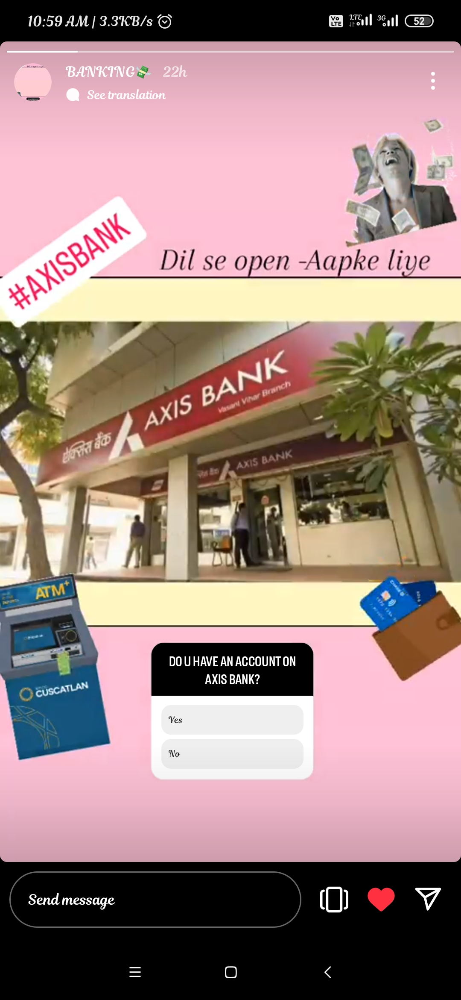 10:59 AM | 3.3KB/s
Vo LTE
LTE
3G
52
BANKING💸 22h
See translation
#AXISBANK
Dil se open -Aapke liye
ऐक्सिस बैंक
AXIS BANK
Vasant Vihar Branch
AXIS BANK
ATM+
CUSCATLAN
DO U HAVE AN ACCOUNT ON
AXIS BANK?
Yes
No
Send message